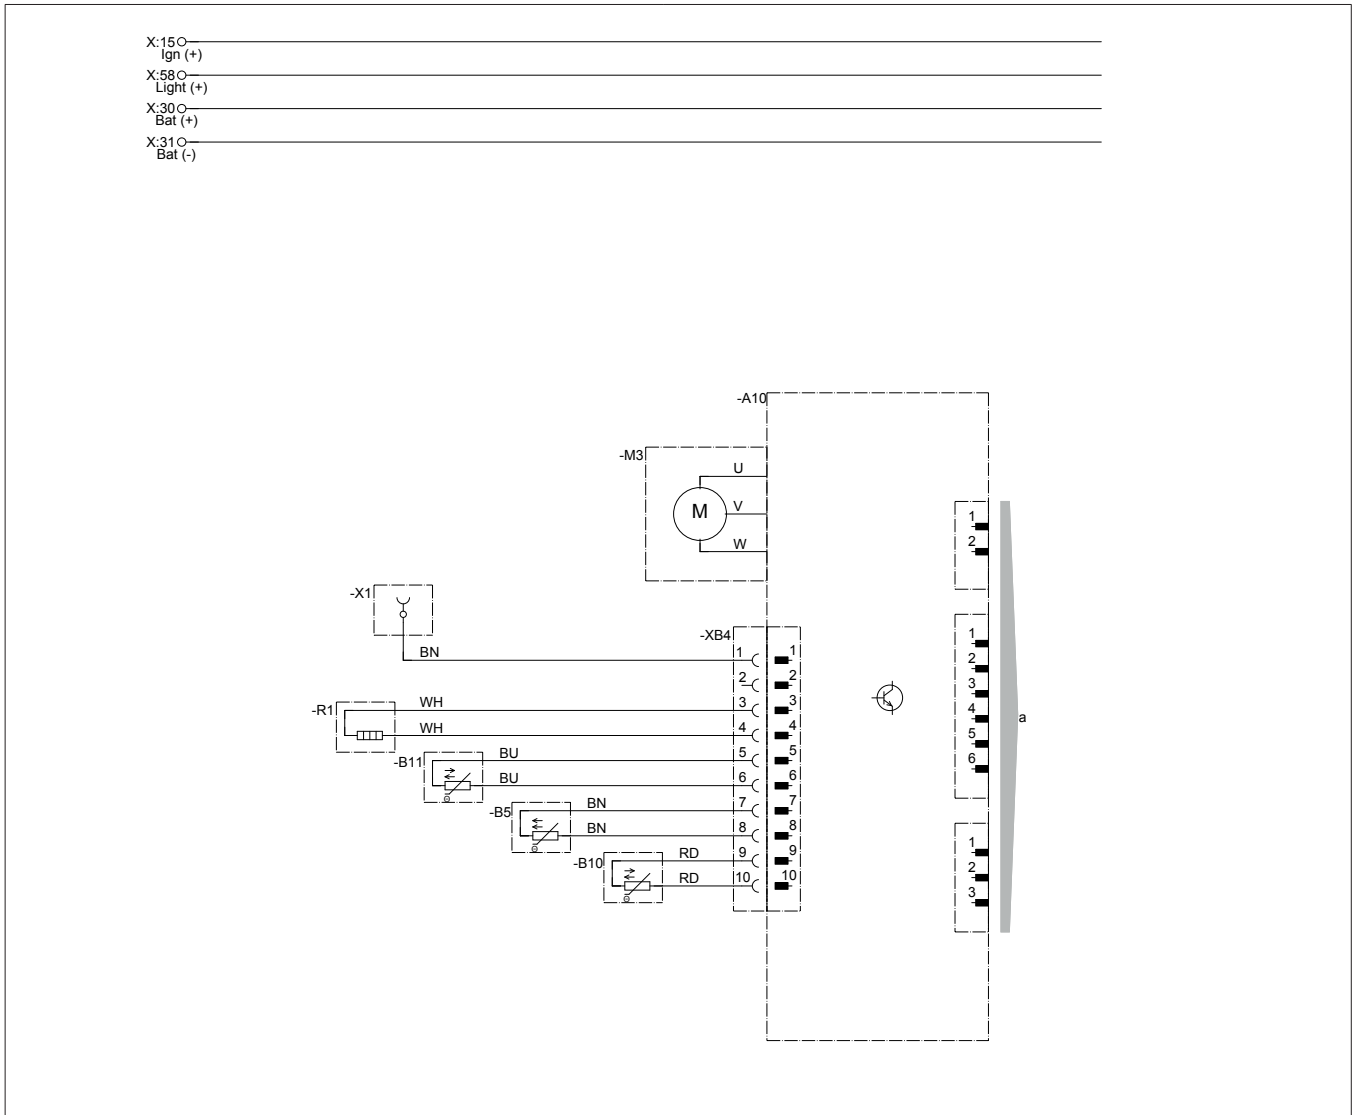 X:15
Ign (+)
X:58
Light (+)
X:30
Bat (+)
X:31
Bat (-)
-A10
-M3
U
M
V
W
1
2
-X1
-XB4
BN
1
1
2
2
-R1
WH
3
3
WH
4
4
-B11
BU
5
5
BU
6
6
-B5
BN
7
7
BN
8
8
-B10
RD
9
9
RD
10
10
1
2
3
4
5
6
a
1
2
3